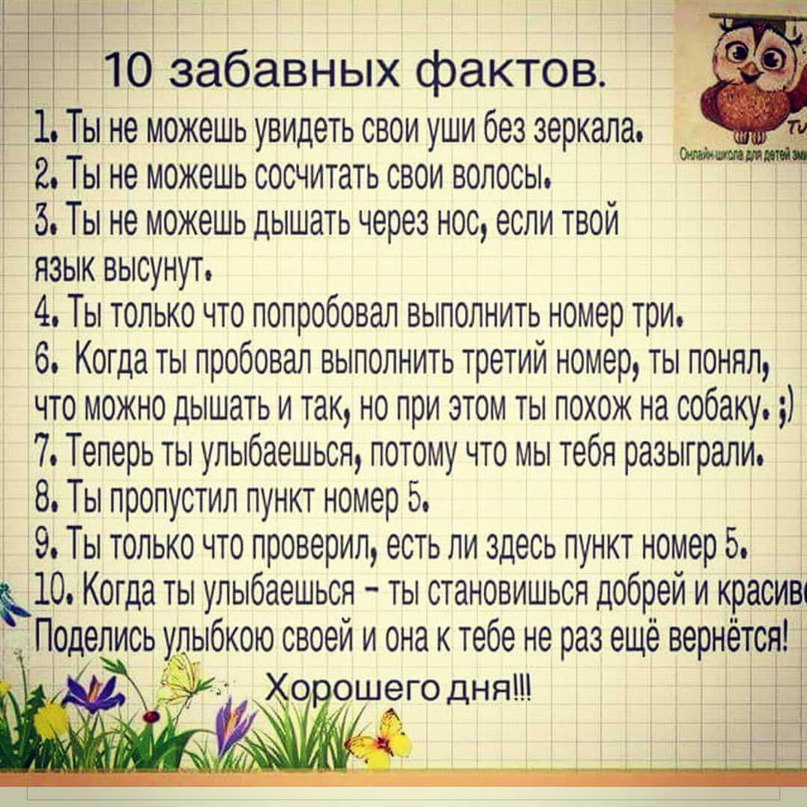 10 забавных фактов.
1. Ты не можешь увидеть свои уши без зеркала.
2. Ты не можешь сосчитать свои волосы.
3. Ты не можешь дышать через нос, если твой
язык высунут.
4. Ты только что попробовал выполнить номер три.
6. Когда ты пробовал выполнить третий номер, ты понял,
что можно дышать и так, но при этом ты похож на собаку. ;)
7. Теперь ты улыбаешься, потому что мы тебя разыграли.
8. Ты пропустил пункт номер 5.
9. Ты только что проверил, есть ли здесь пункт номер 5.
10. Когда ты улыбаешься – ты становишься добрей и красив
Поделись улыбкою своей и она к тебе не раз ещё вернётся!
Хорошего дня!!!
Онлайн-школа для детей